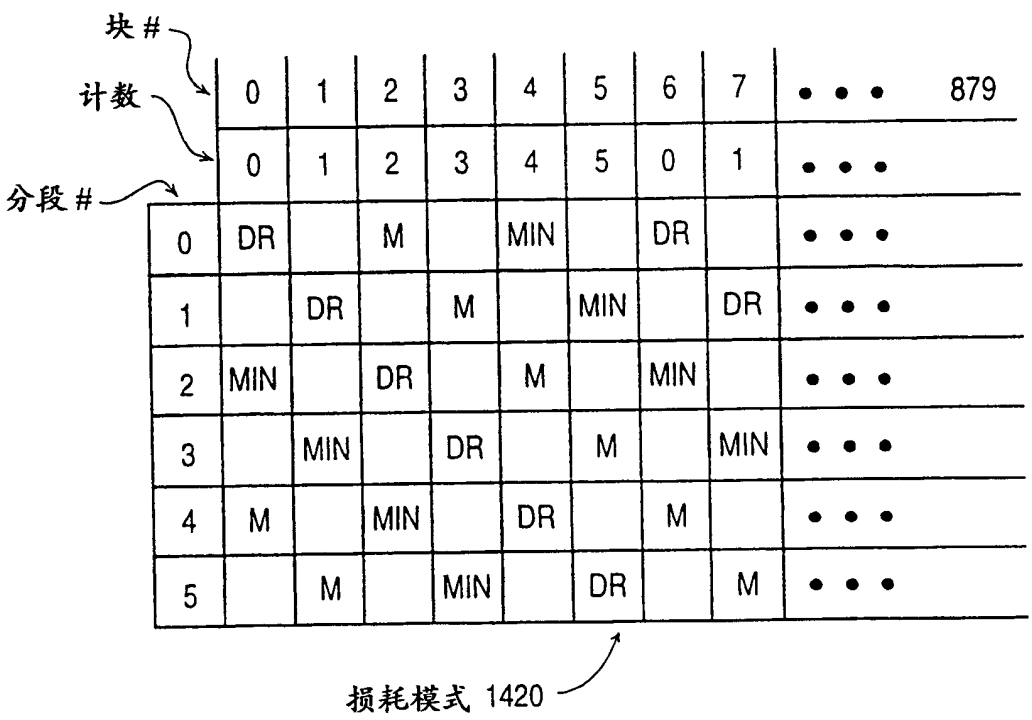 块 #
计数
分段 #
0 1 2 3 4 5 6 7 • • • 879
0 1 2 3 4 5 0 1 • • •
0 DR M MIN DR • • •
1 DR M MIN DR • • •
2 MIN DR M MIN • • •
3 MIN DR M MIN • • •
4 M MIN DR M • • •
5 M MIN DR M • • •
损耗模式 1420